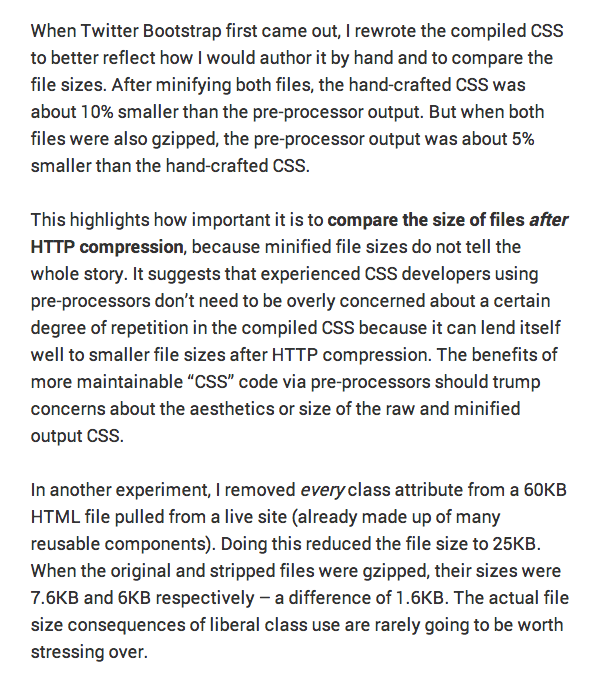 When Twitter Bootstrap first came out, I rewrote the compiled CSS
to better reflect how I would author it by hand and to compare the
file sizes. After minifying both files, the hand-crafted CSS was
about 10% smaller than the pre-processor output. But when both
files were also gzipped, the pre-processor output was about 5%
smaller than the hand-crafted CSS.
This highlights how important it is to compare the size of files after
HTTP compression, because minified file sizes do not tell the
whole story. It suggests that experienced CSS developers using
pre-processors don’t need to be overly concerned about a certain
degree of repetition in the compiled CSS because it can lend itself
well to smaller file sizes after HTTP compression. The benefits of
more maintainable “CSS” code via pre-processors should trump
concerns about the aesthetics or size of the raw and minified
output CSS.
In another experiment, I removed every class attribute from a 60KB
HTML file pulled from a live site (already made up of many
reusable components). Doing this reduced the file size to 25KB.
When the original and stripped files were gzipped, their sizes were
7.6KB and 6KB respectively – a difference of 1.6KB. The actual file
size consequences of liberal class use are rarely going to be worth
stressing over.